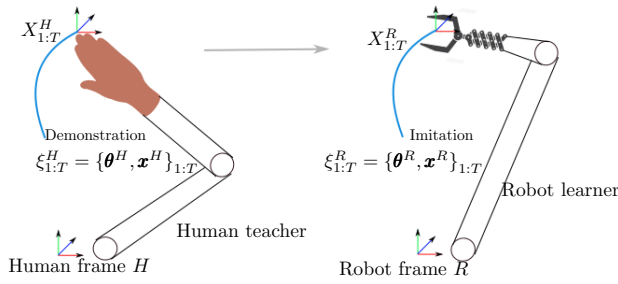 X^H_{1:T}
X^R_{1:T}
Demonstration
Imitation
ξ^H_{1:T} = {θ^H, x^H}_{1:T}
ξ^R_{1:T} = {θ^R, x^R}_{1:T}
Robot learner
Human teacher
Human frame H
Robot frame R